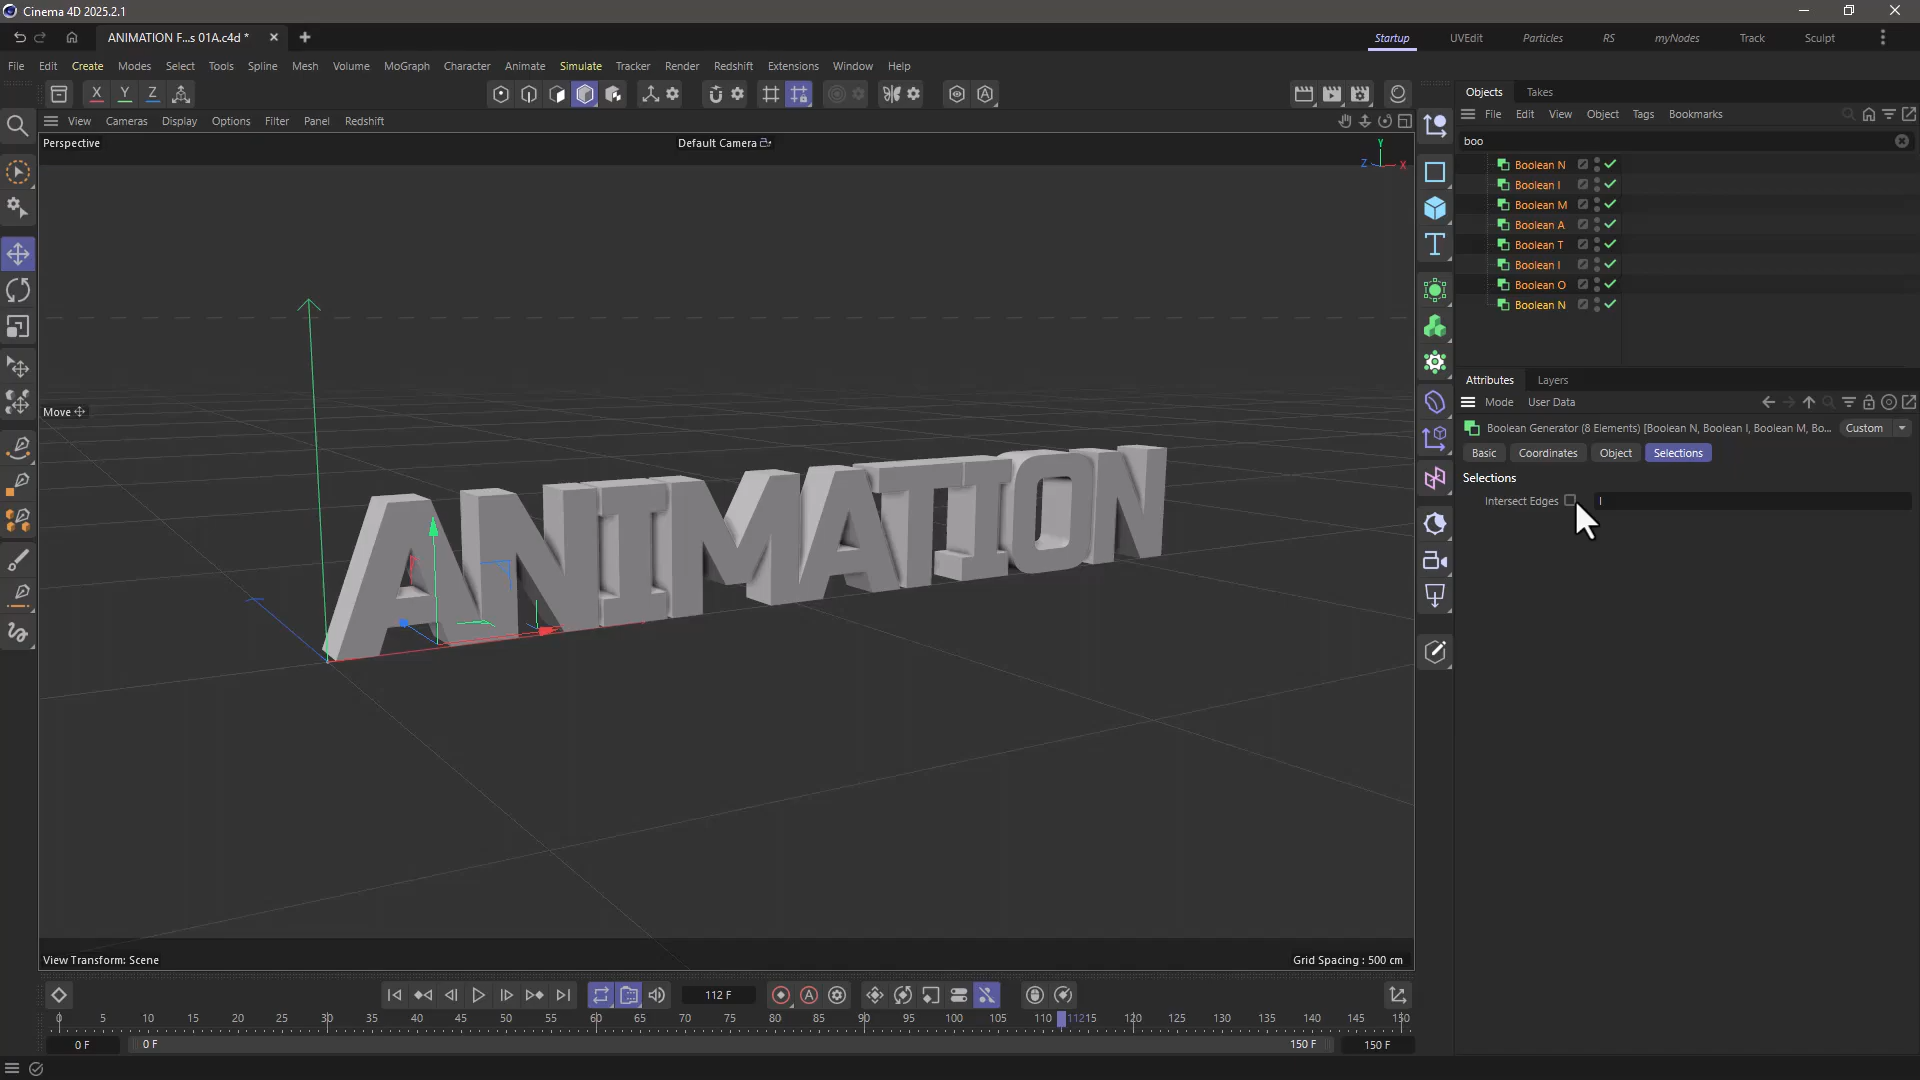 Cinema 4D 2025.2.1
ANIMATION F...s 01A.c4d *
Startup UVEdit Particles RS myNodes Track Sculpt
File Edit Create Modes Select Tools Spline Mesh Volume MoGraph Character Animate Simulate Tracker Render Redshift Extensions Window Help
X Y Z
View Cameras Display Options Filter Panel Redshift
Perspective
Default Camera
Y
Z X
Move
ANIMATION
View Transform: Scene
Grid Spacing : 500 cm
Objects Takes
File Edit View Object Tags Bookmarks
boo
Boolean N
Boolean I
Boolean M
Boolean A
Boolean T
Boolean I
Boolean O
Boolean N
Attributes Layers
Mode User Data
Boolean Generator (8 Elements) [Boolean N, Boolean I, Boolean M, Bo...
Custom
Basic Coordinates Object Selections
Selections
Intersect Edges I
112 F
0 5 10 15 20 25 30 35 40 45 50 55 60 65 70 75 80 85 90 95 100 105 110 112 115 120 125 130 135 140 145 150
0 F 0 F 150 F 150 F